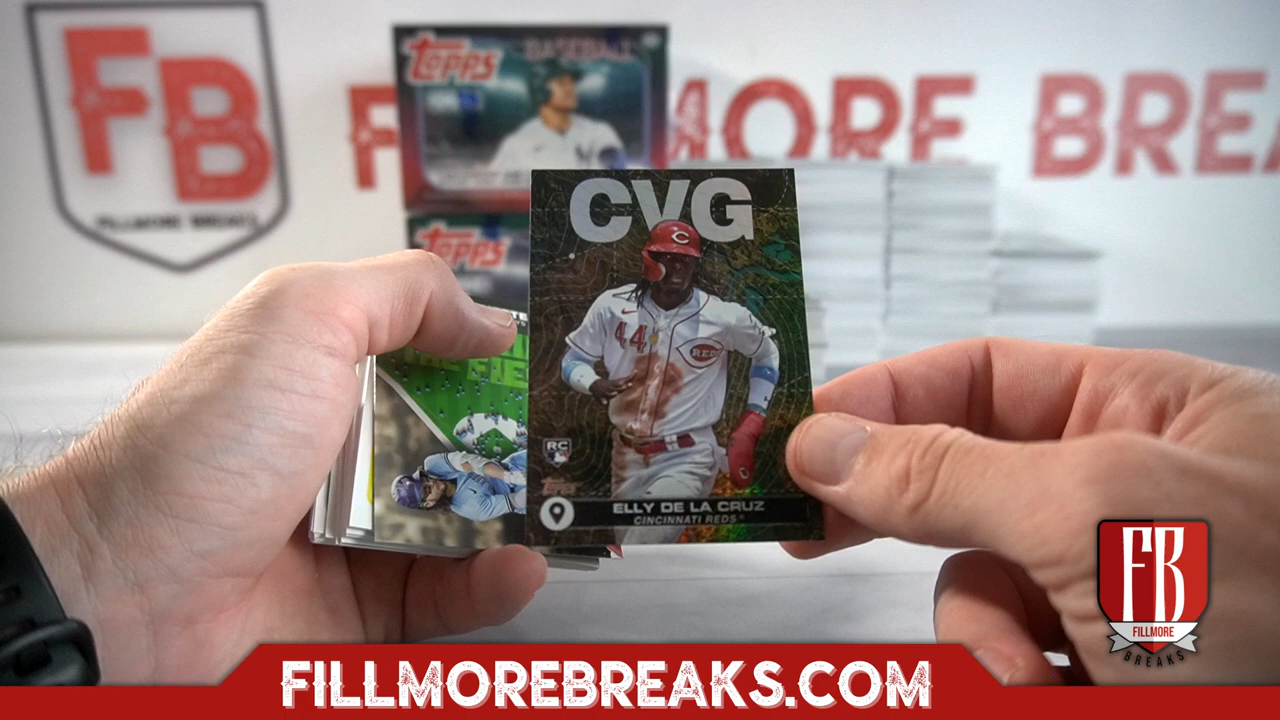 FB
FILLMORE BREAKS
TOPPS
BASEBALL
FILLMORE BREA
TOPPS
CVG
C
44
REDS
RC
TOPPS
ELLY DE LA CRUZ
CINCINNATI REDS
FB
FILLMORE
BREAKS
FILLMOREBREAKS.COM